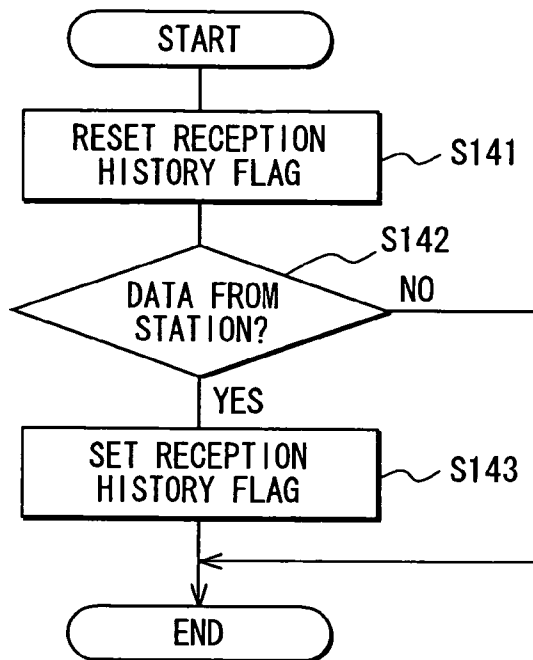 START
RESET RECEPTION
HISTORY FLAG
S141
S142
DATA FROM
STATION?
NO
YES
SET RECEPTION
HISTORY FLAG
S143
END